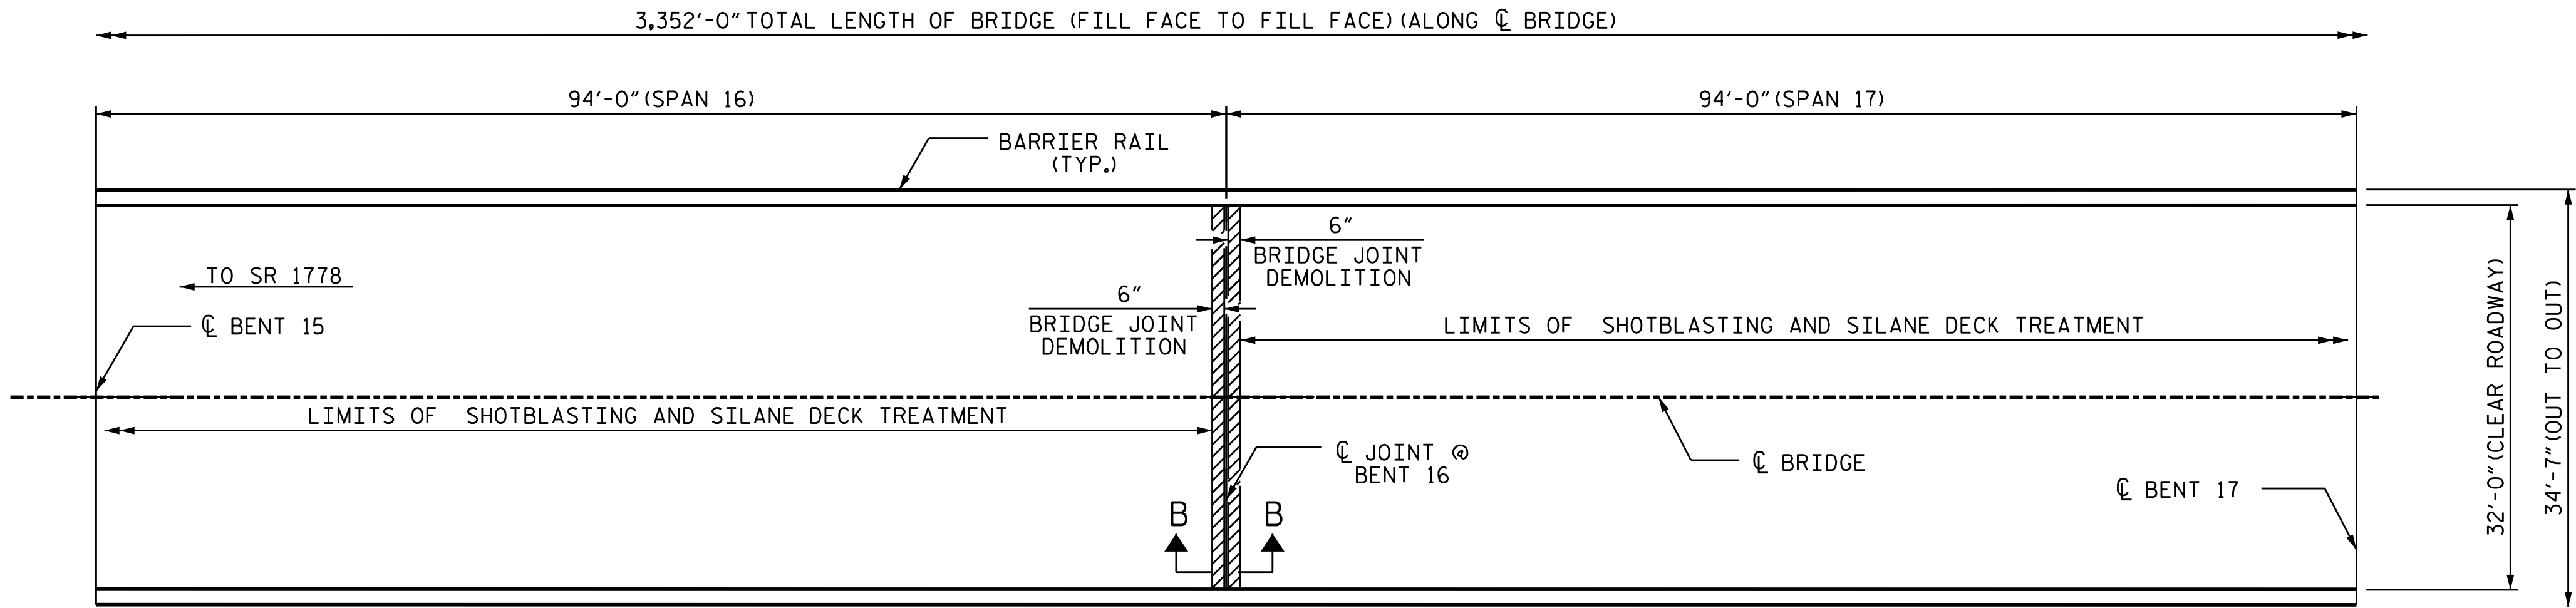 3,352'-0" TOTAL LENGTH OF BRIDGE (FILL FACE TO FILL FACE) (ALONG ℄ BRIDGE)
94'-0" (SPAN 16)
94'-0" (SPAN 17)
BARRIER RAIL
(TYP.)
6"
BRIDGE JOINT
DEMOLITION
TO SR 1778
6"
BRIDGE JOINT
DEMOLITION
℄ BENT 15
LIMITS OF SHOTBLASTING AND SILANE DECK TREATMENT
LIMITS OF SHOTBLASTING AND SILANE DECK TREATMENT
℄ JOINT @
BENT 16
℄ BRIDGE
℄ BENT 17
B
B
32'-0" (CLEAR ROADWAY)
34'-7" (OUT TO OUT)